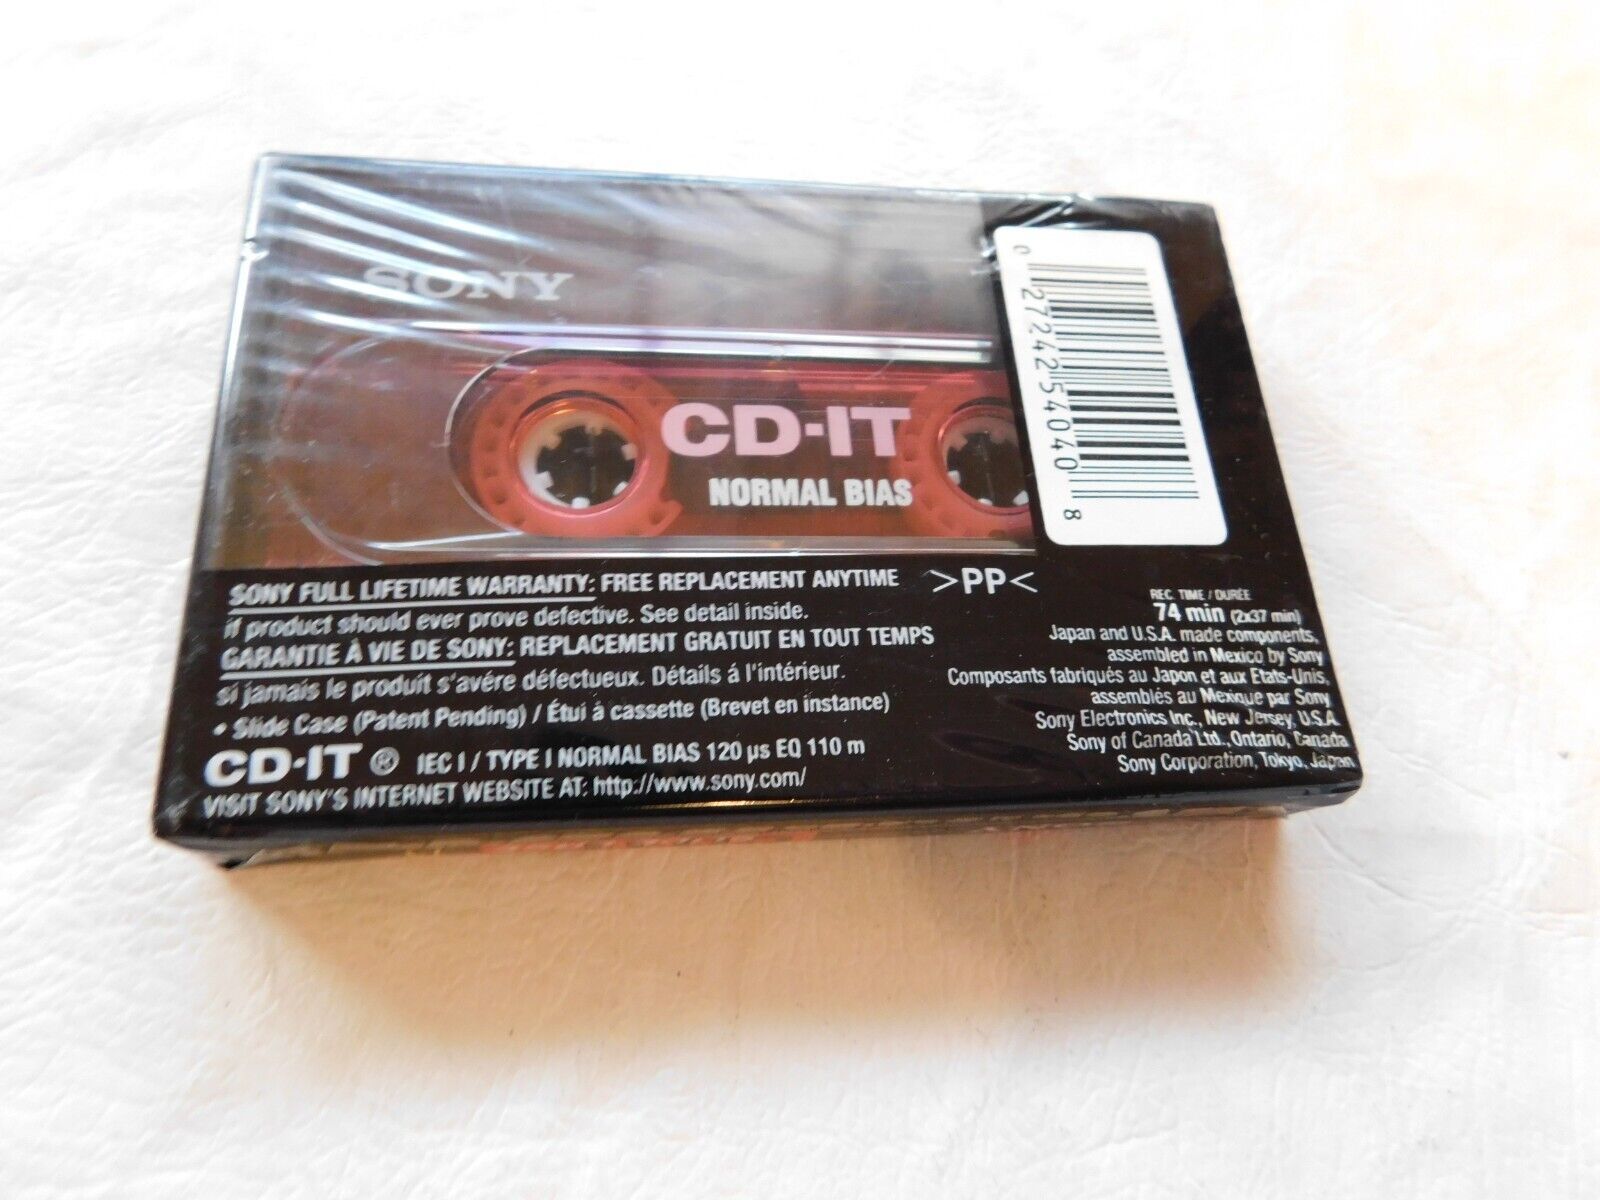 SONY
CD-IT
NORMAL BIAS
0 27242 54040 8
SONY FULL LIFETIME WARRANTY: FREE REPLACEMENT ANYTIME
if product should ever prove defective. See detail inside.
GARANTIE À VIE DE SONY: REPLACEMENT GRATUIT EN TOUT TEMPS
si jamais le produit s'avére défectueux. Détails á l'intérieur.
• Slide Case (Patent Pending) / Étui à cassette (Brevet en instance)
CD-IT ® IEC I / TYPE I NORMAL BIAS 120 µs EQ 110 m
VISIT SONY'S INTERNET WEBSITE AT: http://www.sony.com/
>PP<
REC. TIME / DURÉE
74 min (2x37 min)
Japan and U.S.A. made components,
assembled in Mexico by Sony
Composants fabriqués au Japon et aux Etats-Unis,
assemblés au Mexique par Sony
Sony Electronics Inc., New Jersey, U.S.A.
Sony of Canada Ltd., Ontario, Canada
Sony Corporation, Tokyo, Japan